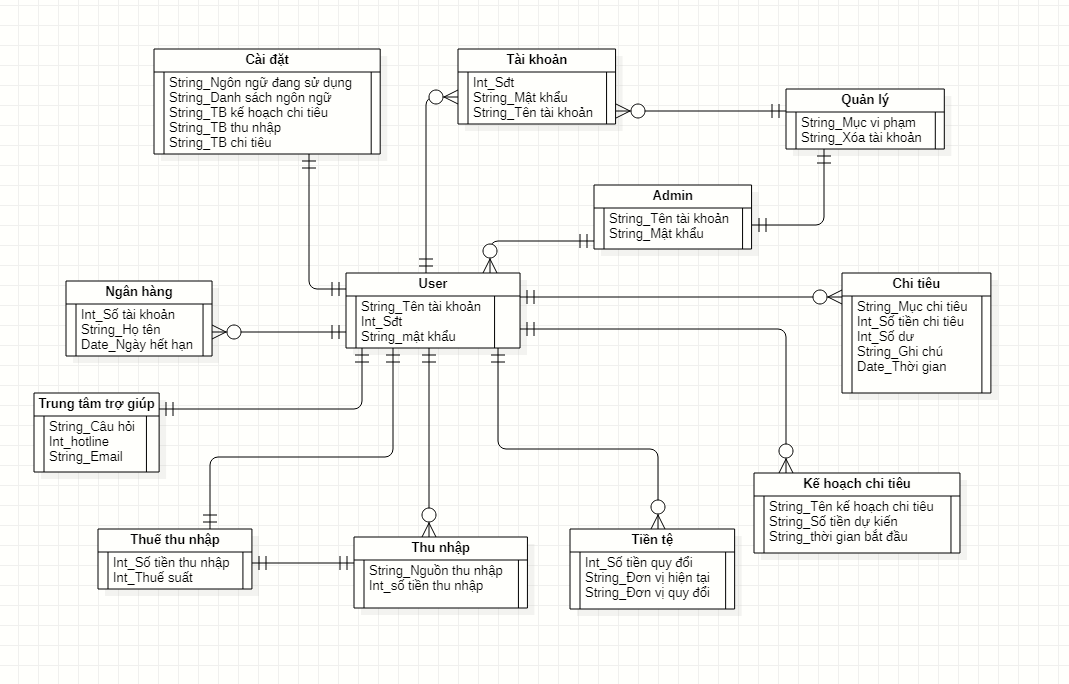 Cài đặt
String_Ngôn ngữ đang sử dụng
String_Danh sách ngôn ngữ
String_TB kế hoạch chi tiêu
String_TB thu nhập
String_TB chi tiêu
Tài khoản
Int_Sđt
String_Mật khẩu
String_Tên tài khoản
Quản lý
String_Mục vi phạm
String_Xóa tài khoản
Admin
String_Tên tài khoản
String_Mật khẩu
User
String_Tên tài khoản
Int_Sđt
String_mật khẩu
Ngân hàng
Int_Số tài khoản
String_Họ tên
Date_Ngày hết hạn
Chi tiêu
String_Mục chi tiêu
Int_Số tiền chi tiêu
Int_Số dư
String_Ghi chú
Date_Thời gian
Trung tâm trợ giúp
String_Câu hỏi
Int_hotline
String_Email
Kế hoạch chi tiêu
String_Tên kế hoạch chi tiêu
String_Số tiền dự kiến
String_thời gian bắt đầu
Thuế thu nhập
Int_Số tiền thu nhập
Int_Thuế suất
Thu nhập
String_Nguồn thu nhập
Int_số tiền thu nhập
Tiền tệ
Int_Số tiền quy đổi
String_Đơn vị hiện tại
String_Đơn vị quy đổi